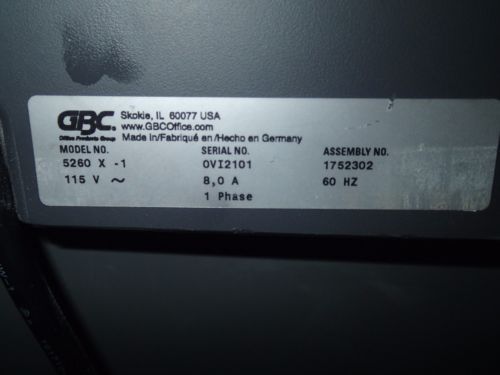 GBC.
Office Products Group
Skokie, IL 60077 USA
www.GBCOffice.com
Made in/Fabriqué en/Hecho en Germany
MODEL NO. SERIAL NO. ASSEMBLY NO.
5260 X -1 OVI2101 1752302
115 V ~ 8,0 A 60 HZ
1 Phase